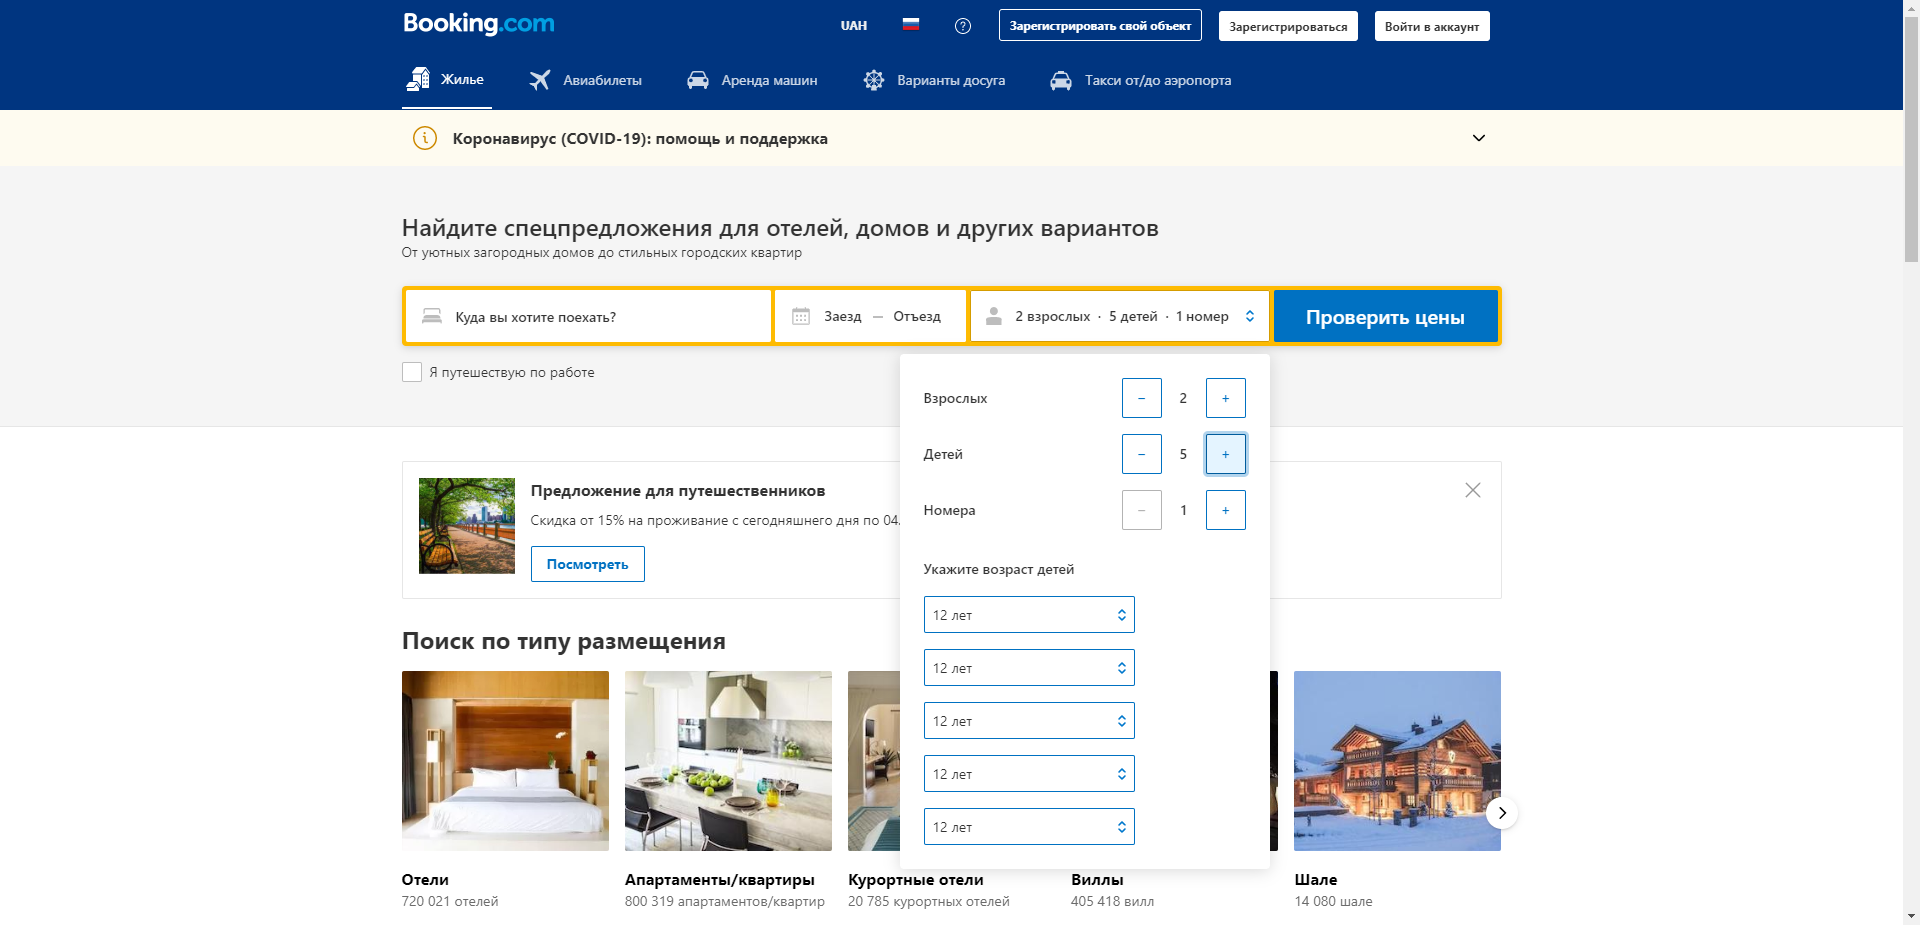 Booking.com
UAH
Зарегистрировать свой объект
Зарегистрироваться
Войти в аккаунт
Жилье
Авиабилеты
Аренда машин
Варианты досуга
Такси от/до аэропорта
Коронавирус (COVID-19): помощь и поддержка
Найдите спецпредложения для отелей, домов и других вариантов
От уютных загородных домов до стильных городских квартир
Куда вы хотите поехать?
Заезд — Отъезд
2 взрослых · 5 детей · 1 номер
Проверить цены
Я путешествую по работе
Взрослых
− 2 +
Детей
− 5 +
Номера
− 1 +
Укажите возраст детей
12 лет
12 лет
12 лет
12 лет
12 лет
Предложение для путешественников
Скидка от 15% на проживание с сегодняшнего дня по 04.
Посмотреть
Поиск по типу размещения
Отели
720 021 отелей
Апартаменты/квартиры
800 319 апартаментов/квартир
Курортные отели
20 785 курортных отелей
Виллы
405 418 вилл
Шале
14 080 шале